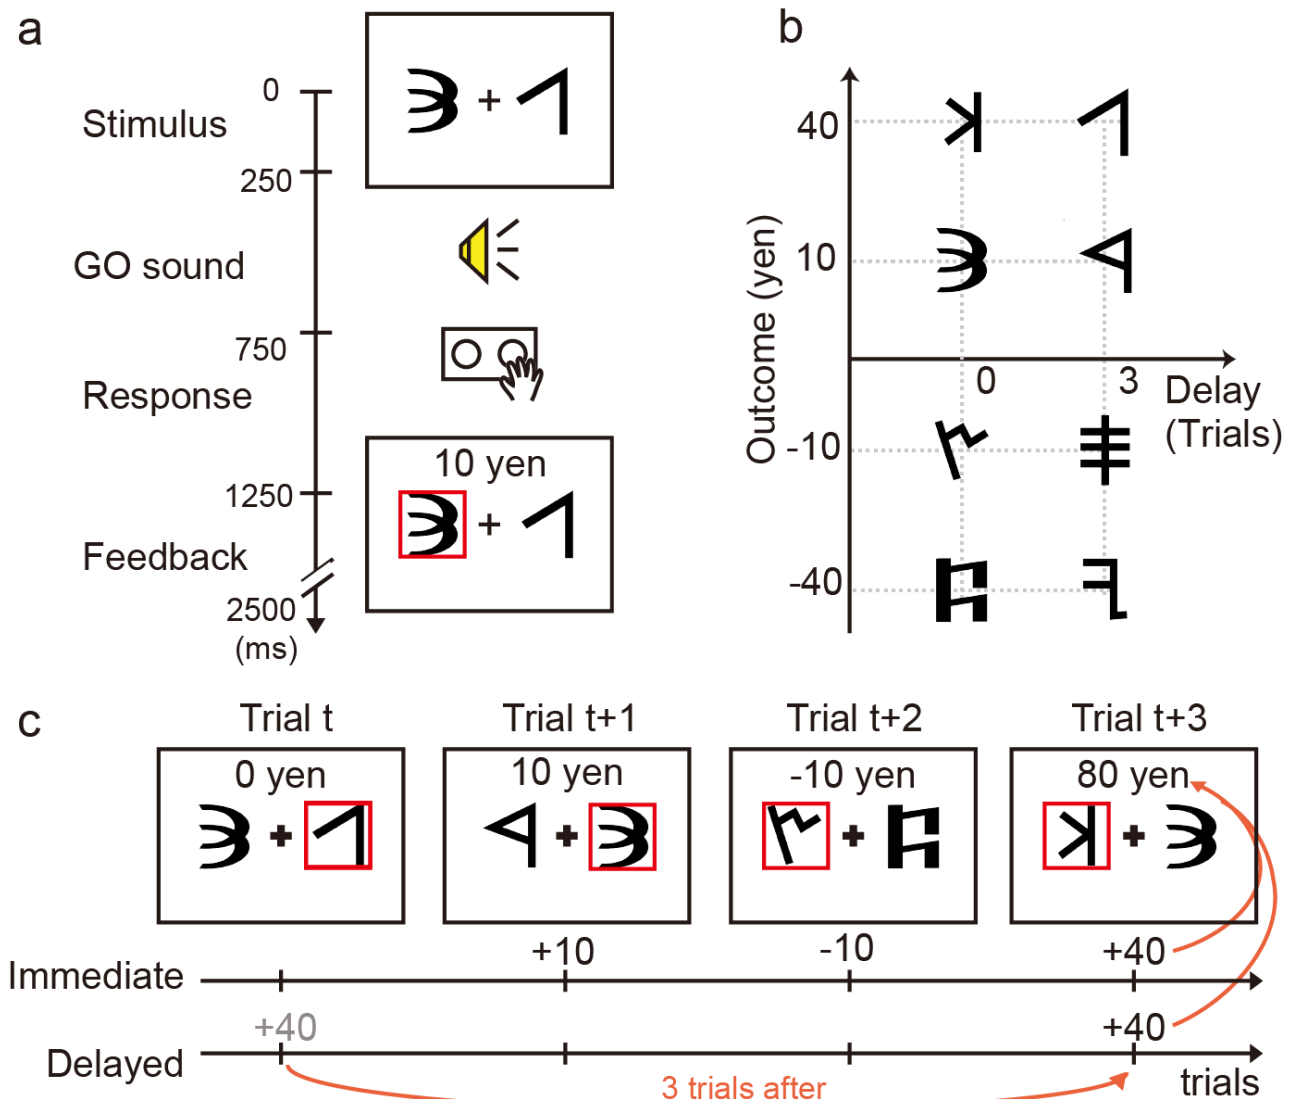 a
Stimulus
0
250
GO sound
750
Response
10 yen
1250
+
Feedback
2500
(ms)
+
b
Outcome (yen)
40
10
0
3
Delay
(Trials)
-10
-40
c
Trial t
Trial t+1
Trial t+2
Trial t+3
0 yen
10 yen
-10 yen
80 yen
+
+
+
+
Immediate
+10
-10
+40
Delayed
+40
+40
3 trials after
trials